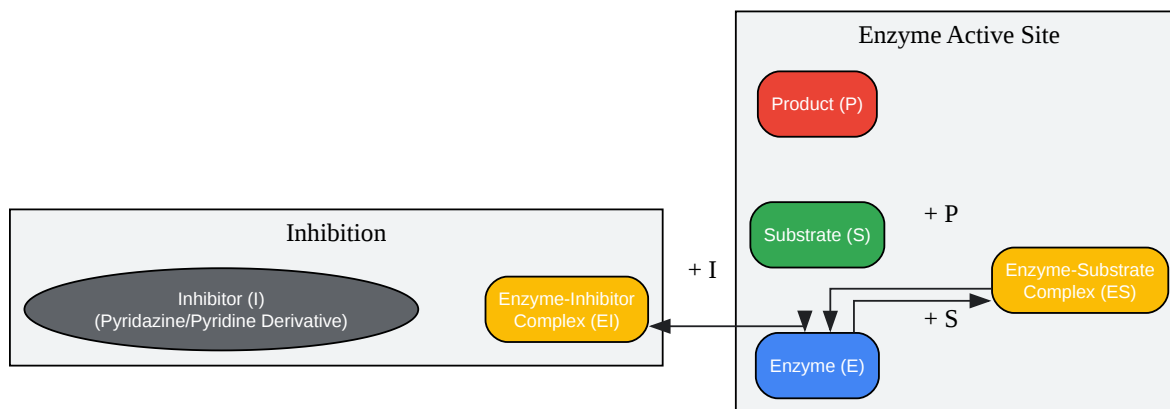 Enzyme Active Site
Product (P)
Substrate (S)
+ P
Inhibition
+ I
Enzyme-Substrate
Complex (ES)
Inhibitor (I)
(Pyridazine/Pyridine Derivative)
Enzyme-Inhibitor
Complex (EI)
+ S
Enzyme (E)